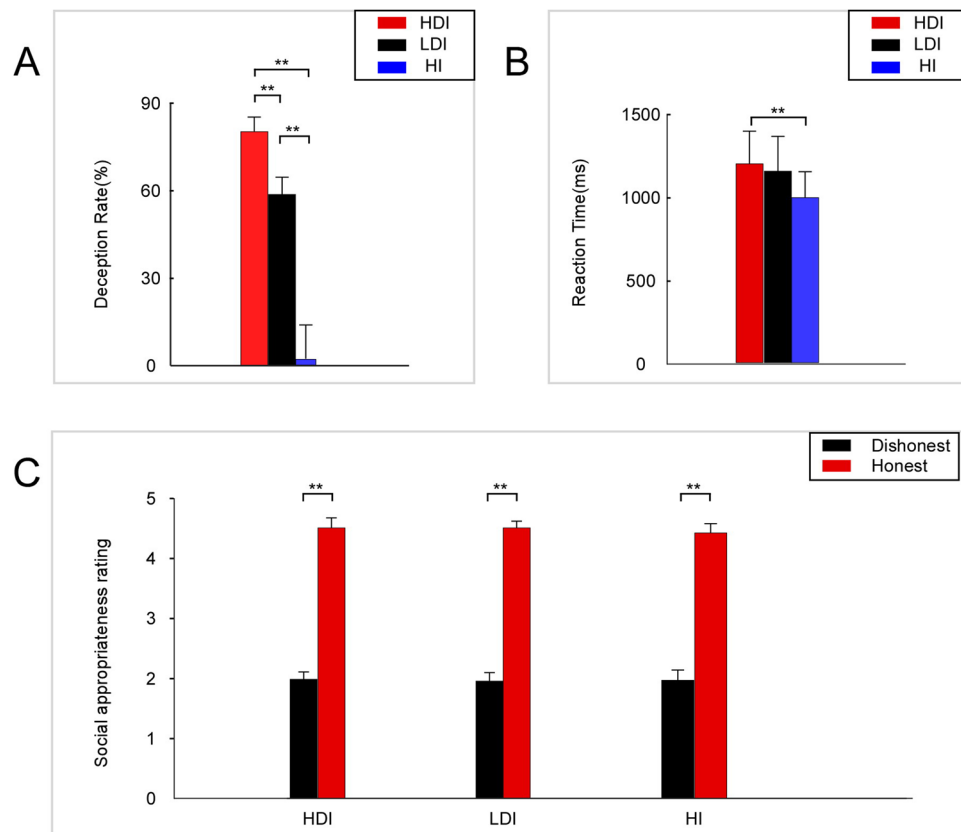 A
HDI
LDI
HI
**
**
**
Deception Rate(%)
90
60
30
0
B
HDI
LDI
HI
**
Reaction Time(ms)
1500
1000
500
0
C
Dishonest
Honest
**
**
**
Social appropriateness rating
5
4
3
2
1
0
HDI
LDI
HI